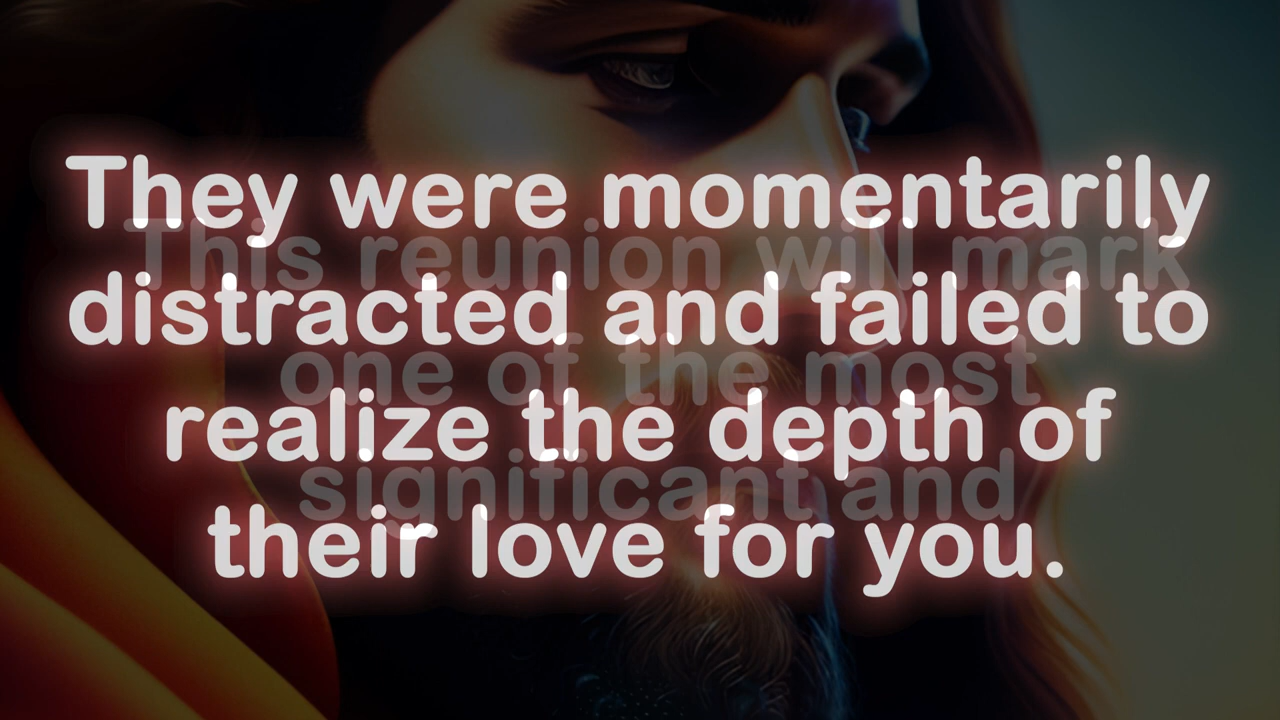 They were momentarily
This reunion will mark
distracted and failed to
one of the most
realize the depth of
significant and
their love for you.